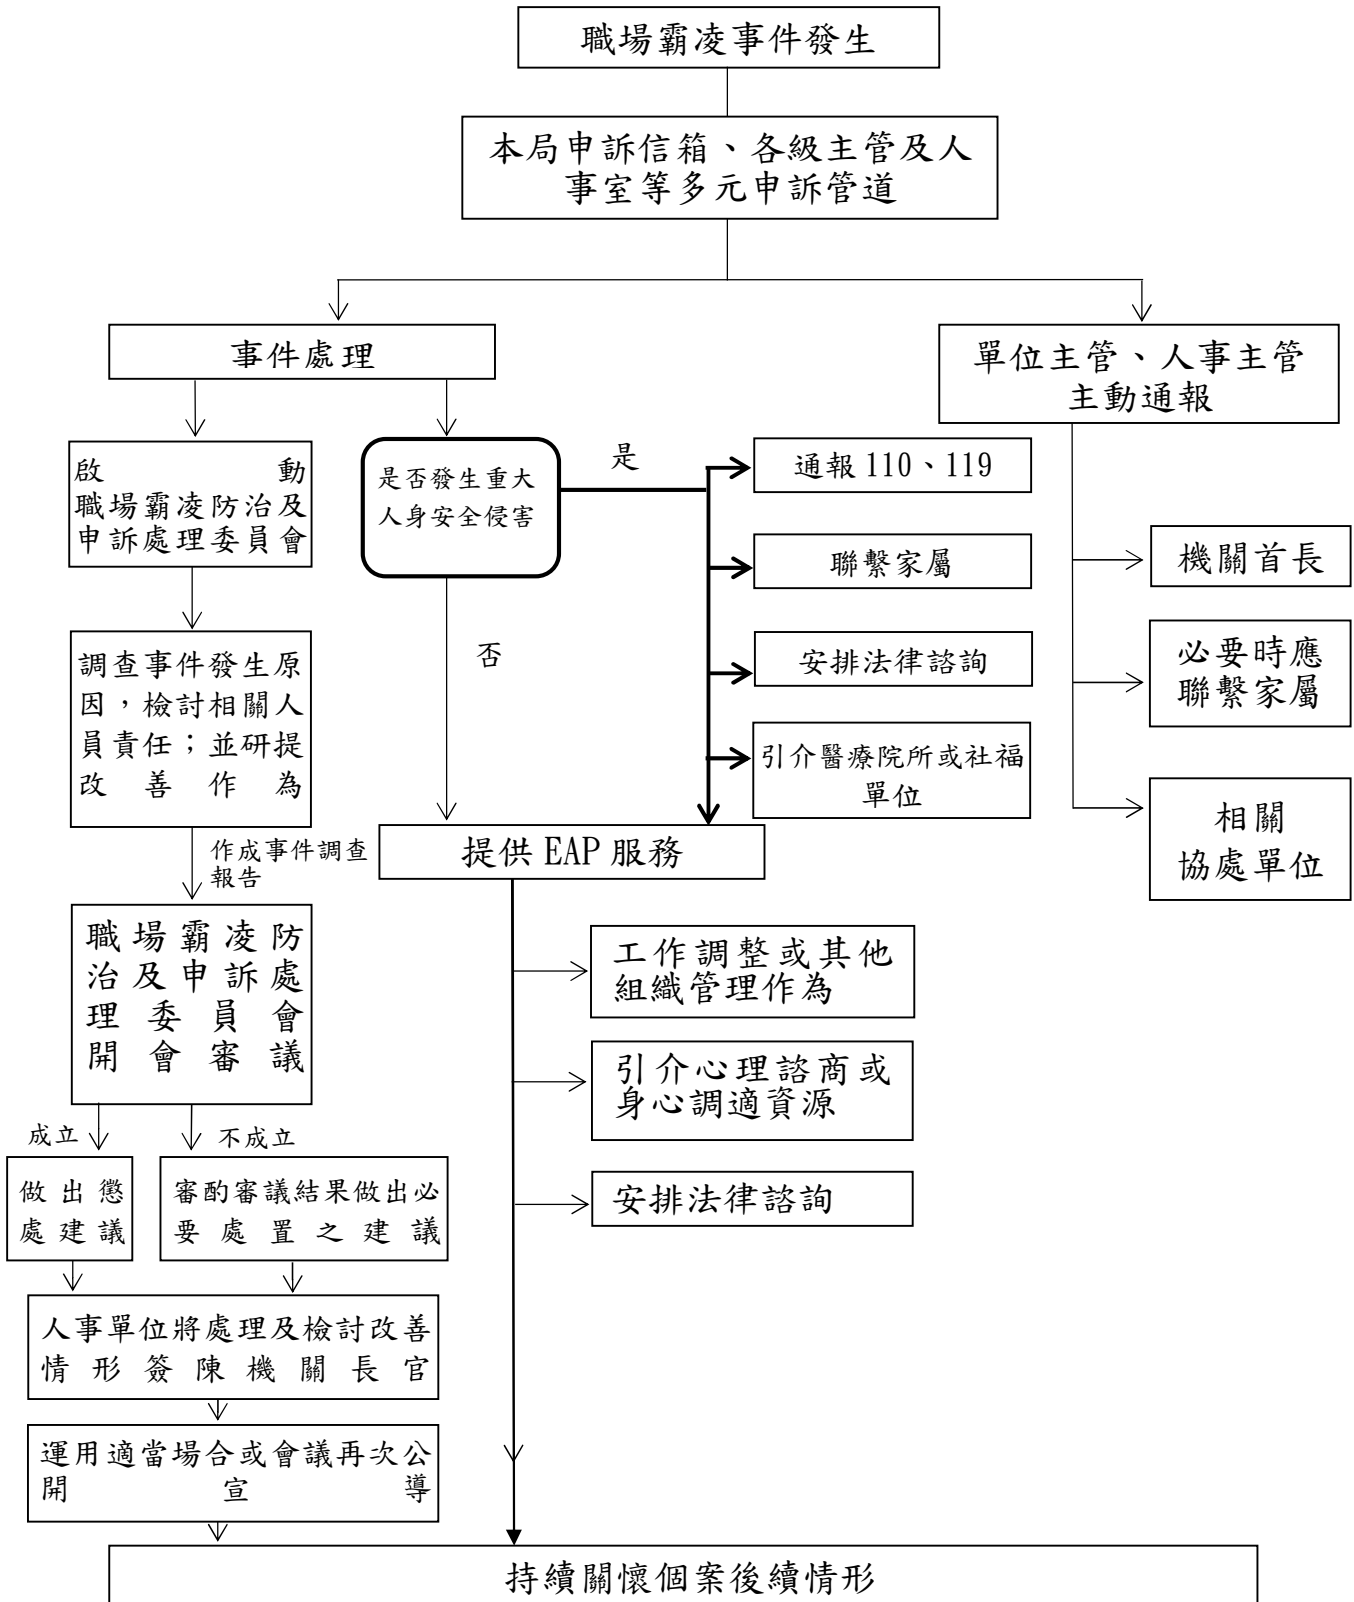 職場霸凌事件發生
本局申訴信箱、各級主管及人
事室等多元申訴管道
事件處理
單位主管、人事主管
主動通報
啟動
職場霸凌防治及
申訴處理委員會
是否發生重大
人身安全侵害
是
通報 110、119
聯繫家屬
安排法律諮詢
引介醫療院所或社福
單位
機關首長
必要時應
聯繫家屬
相關
協處單位
否
調查事件發生原
因，檢討相關人
員責任；並研提
改善作為
作成事件調查
報告
提供 EAP 服務
職場霸凌防
治及申訴處
理委員會
開會審議
工作調整或其他
組織管理作為
引介心理諮商或
身心調適資源
安排法律諮詢
成立
不成立
做出懲
處建議
審酌審議結果做出必
要處置之建議
人事單位將處理及檢討改善
情形簽陳機關長官
運用適當場合或會議再次公
開宣導
持續關懷個案後續情形